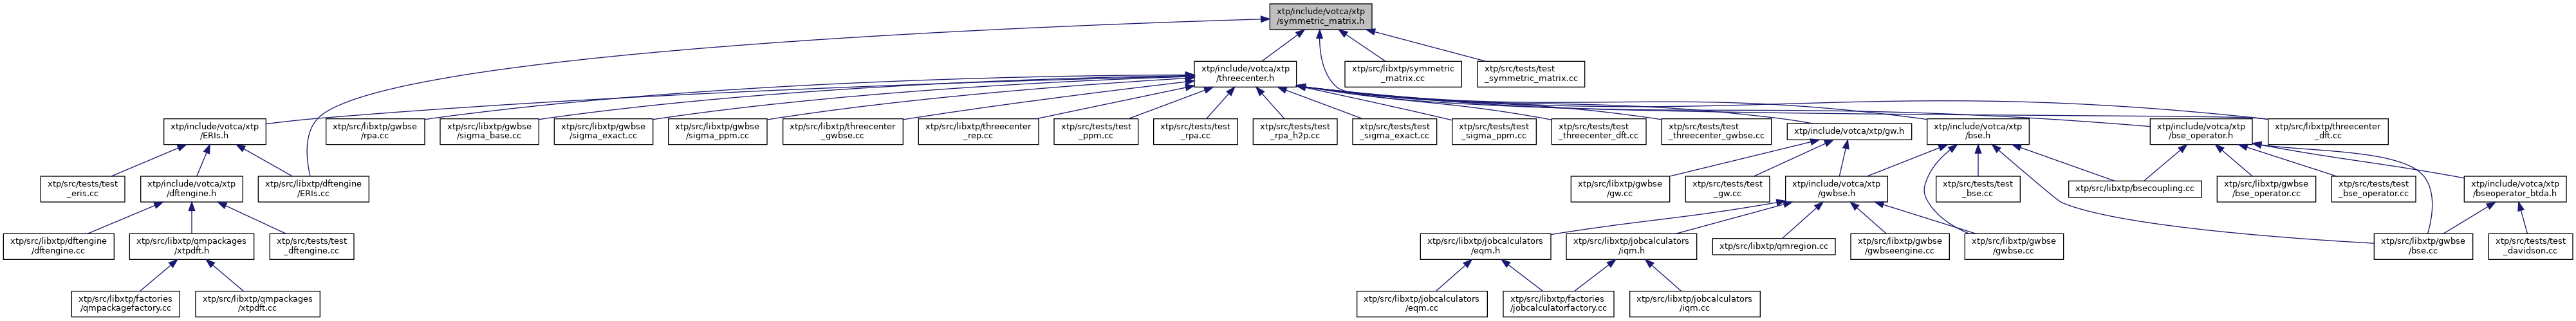 xtp/include/votca/xtp
/symmetric_matrix.h
xtp/include/votca/xtp
/threecenter.h
xtp/src/libxtp/symmetric
_matrix.cc
xtp/src/tests/test
_symmetric_matrix.cc
xtp/include/votca/xtp
/ERIs.h
xtp/src/libxtp/gwbse
/rpa.cc
xtp/src/libxtp/gwbse
/sigma_base.cc
xtp/src/libxtp/gwbse
/sigma_exact.cc
xtp/src/libxtp/gwbse
/sigma_ppm.cc
xtp/src/libxtp/threecenter
_gwbse.cc
xtp/src/libxtp/threecenter
_rep.cc
xtp/src/tests/test
_ppm.cc
xtp/src/tests/test
_rpa.cc
xtp/src/tests/test
_rpa_h2p.cc
xtp/src/tests/test
_sigma_exact.cc
xtp/src/tests/test
_sigma_ppm.cc
xtp/src/tests/test
_threecenter_dft.cc
xtp/src/tests/test
_threecenter_gwbse.cc
xtp/include/votca/xtp/gw.h
xtp/include/votca/xtp
/bse.h
xtp/include/votca/xtp
/bse_operator.h
xtp/src/libxtp/threecenter
_dft.cc
xtp/src/tests/test
_eris.cc
xtp/include/votca/xtp
/dftengine.h
xtp/src/libxtp/dftengine
/ERIs.cc
xtp/src/libxtp/gwbse
/gw.cc
xtp/src/tests/test
_gw.cc
xtp/include/votca/xtp
/gwbse.h
xtp/src/tests/test
_bse.cc
xtp/src/libxtp/bsecoupling.cc
xtp/src/libxtp/gwbse
/bse_operator.cc
xtp/src/tests/test
_bse_operator.cc
xtp/include/votca/xtp
/bseoperator_btda.h
xtp/src/libxtp/dftengine
/dftengine.cc
xtp/src/libxtp/qmpackages
/xtpdft.h
xtp/src/tests/test
_dftengine.cc
xtp/src/libxtp/jobcalculators
/eqm.h
xtp/src/libxtp/jobcalculators
/iqm.h
xtp/src/libxtp/qmregion.cc
xtp/src/libxtp/gwbse
/gwbseengine.cc
xtp/src/libxtp/gwbse
/gwbse.cc
xtp/src/libxtp/gwbse
/bse.cc
xtp/src/tests/test
_davidson.cc
xtp/src/libxtp/factories
/qmpackagefactory.cc
xtp/src/libxtp/qmpackages
/xtpdft.cc
xtp/src/libxtp/jobcalculators
/eqm.cc
xtp/src/libxtp/factories
/jobcalculatorfactory.cc
xtp/src/libxtp/jobcalculators
/iqm.cc